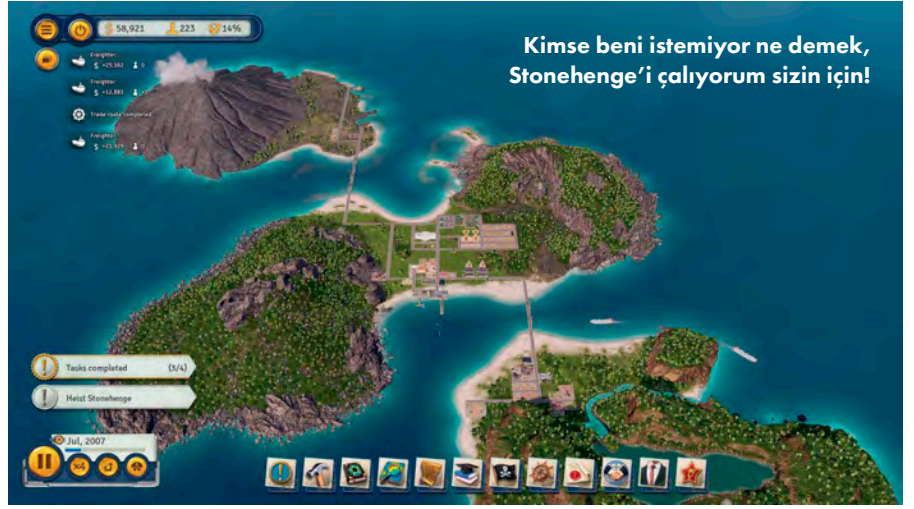 58,921 223 14%
Kimse beni istemiyor ne demek,
Stonehenge'i çalıyorum sizin için!
Freighter
Freighter
Trade route completed
Freighter
Tasks completed (3/4)
Heist Stonehenge
Jul, 2007
x4